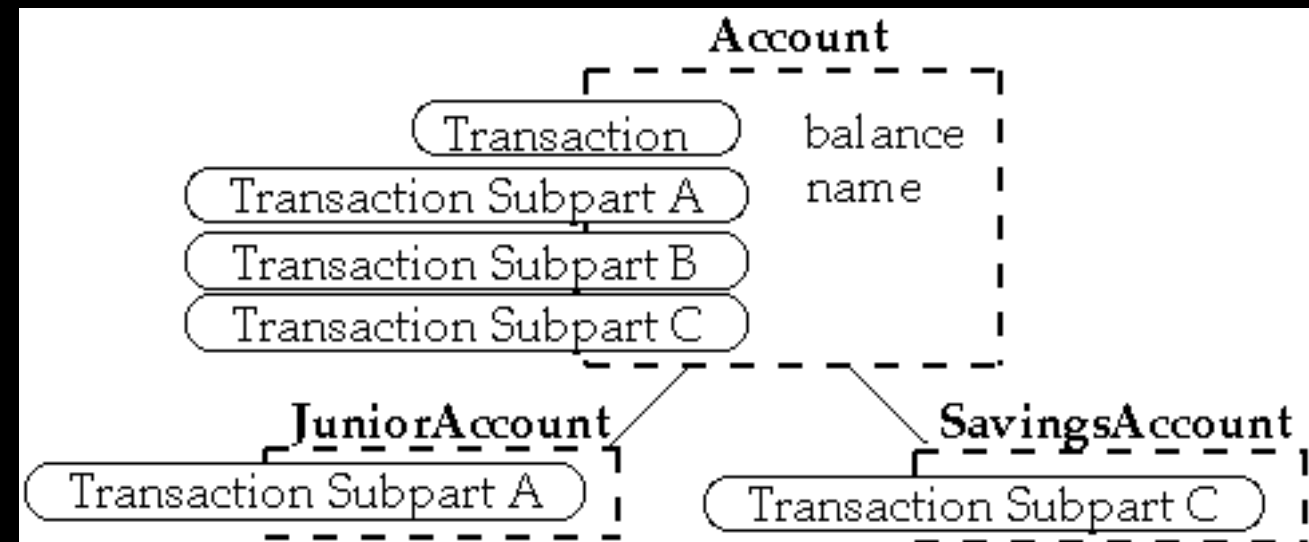 Account
Transaction
balance
Transaction Subpart A
name
Transaction Subpart B
Transaction Subpart C
JuniorAccount
SavingsAccount
Transaction Subpart A
Transaction Subpart C